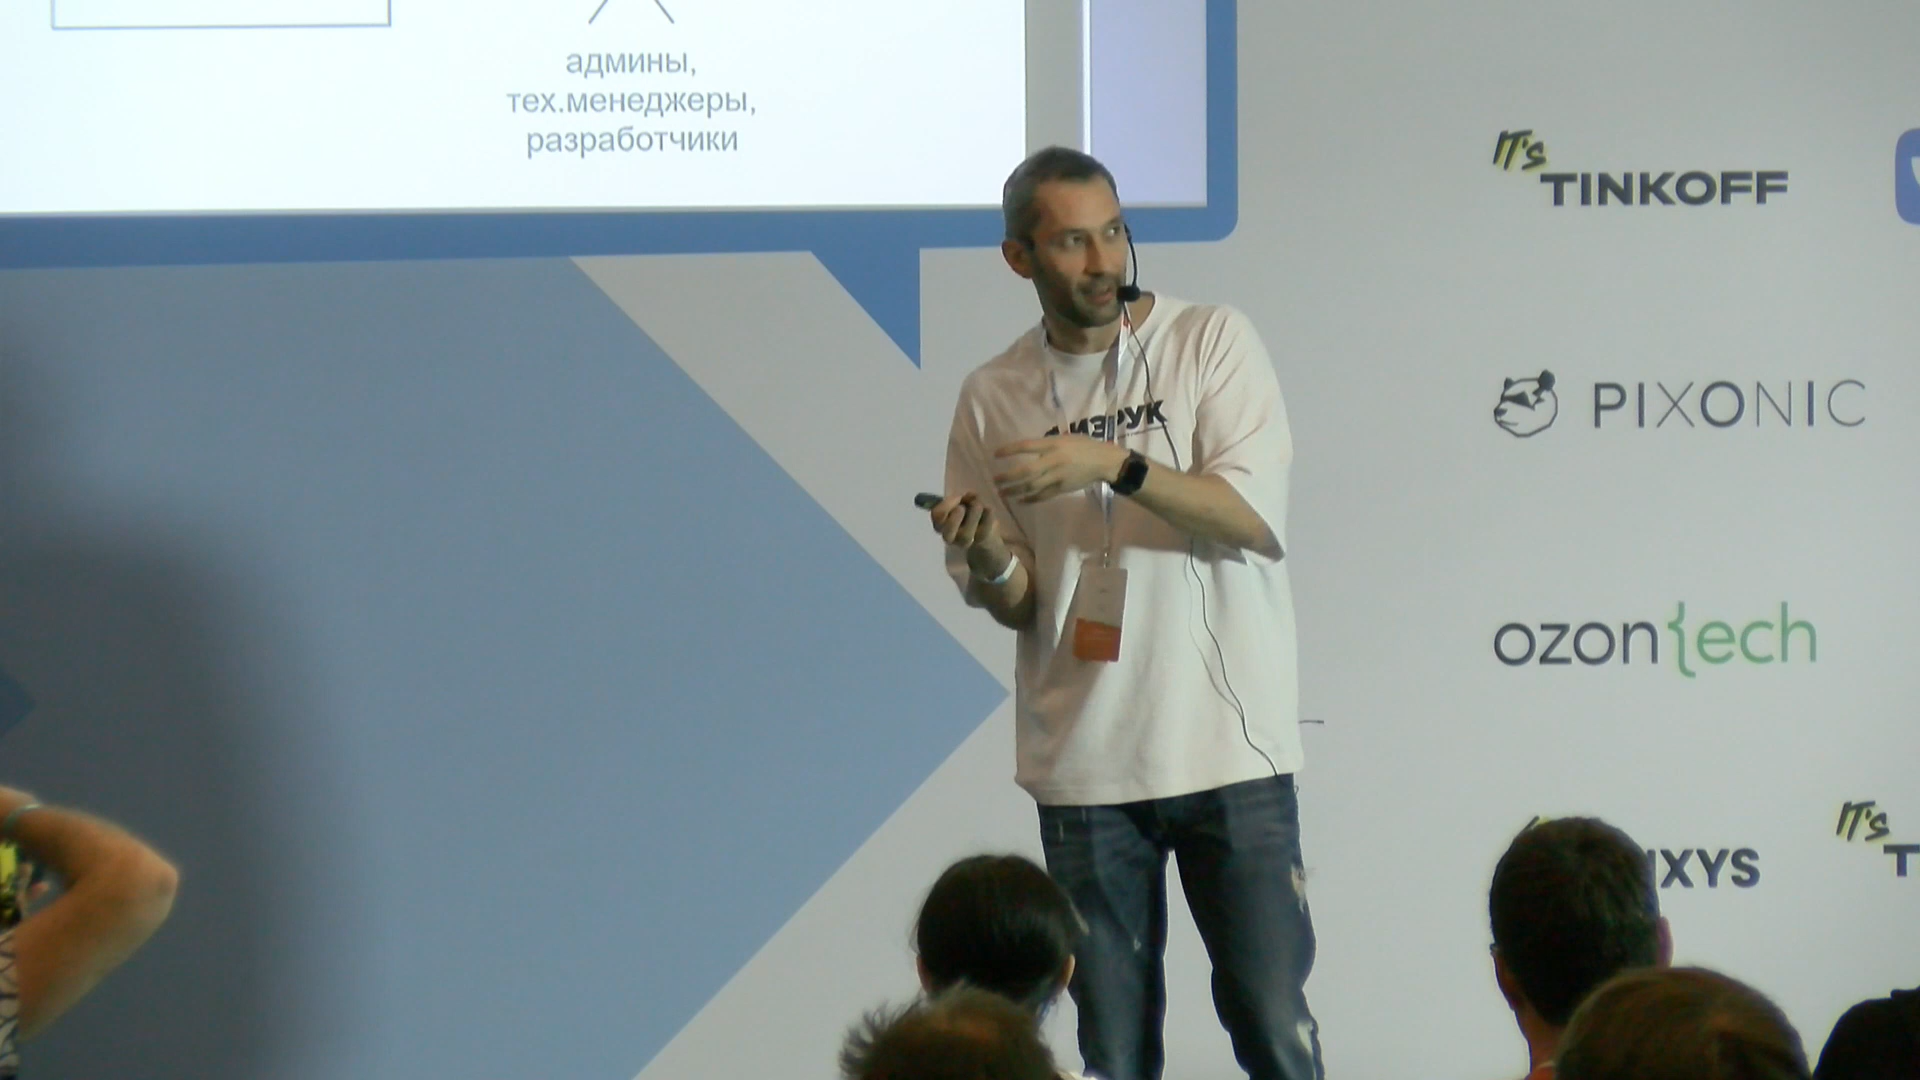 админы,
тех.менеджеры,
разработчики
IT's
TINKOFF
PIXONIC
ozon{ech
IT's